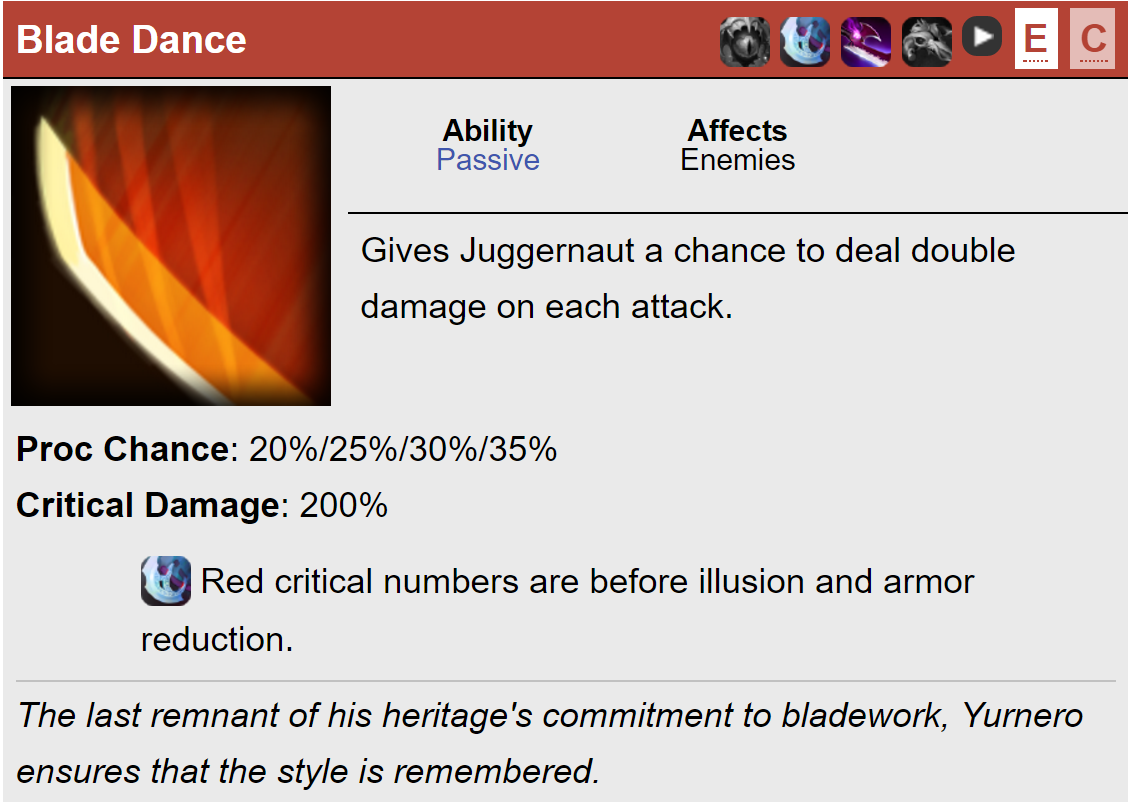 Blade Dance
E
C
Ability
Passive
Affects
Enemies
Gives Juggernaut a chance to deal double
damage on each attack.
Proc Chance: 20%/25%/30%/35%
Critical Damage: 200%
Red critical numbers are before illusion and armor
reduction.
The last remnant of his heritage's commitment to bladework, Yurnero
ensures that the style is remembered.